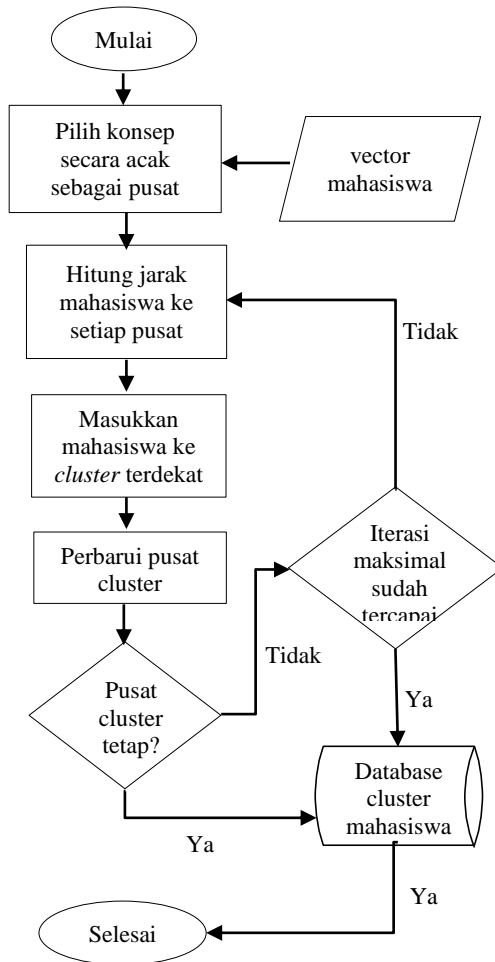 Mulai
Pilih konsep
secara acak
sebagai pusat
vector
mahasiswa
Hitung jarak
mahasiswa ke
setiap pusat
Tidak
Masukkan
mahasiswa ke
cluster terdekat
Iterasi
maksimal
sudah
tercapai
Perbarui pusat
cluster
Tidak
Pusat
cluster
tetap?
Ya
Database
cluster
mahasiswa
Ya
Ya
Selesai